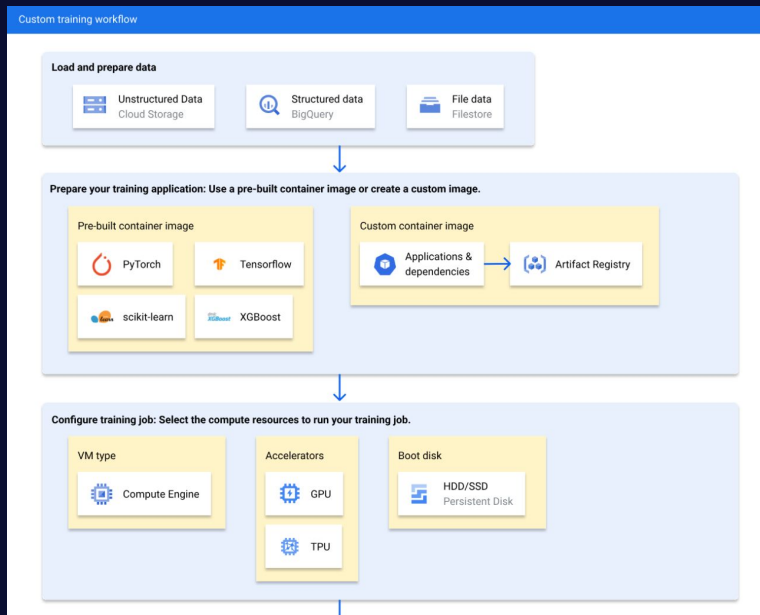 Custom training workflow
Load and prepare data
Unstructured Data
Cloud Storage
Structured data
BigQuery
File data
Filestore
Prepare your training application: Use a pre-built container image or create a custom image.
Pre-built container image
PyTorch
Tensorflow
learn
scikit-learn
XGBoost
XGBoost
Custom container image
Applications &
dependencies
Artifact Registry
Configure training job: Select the compute resources to run your training job.
VM type
Compute Engine
Accelerators
GPU
TPU
Boot disk
HDD/SSD
Persistent Disk